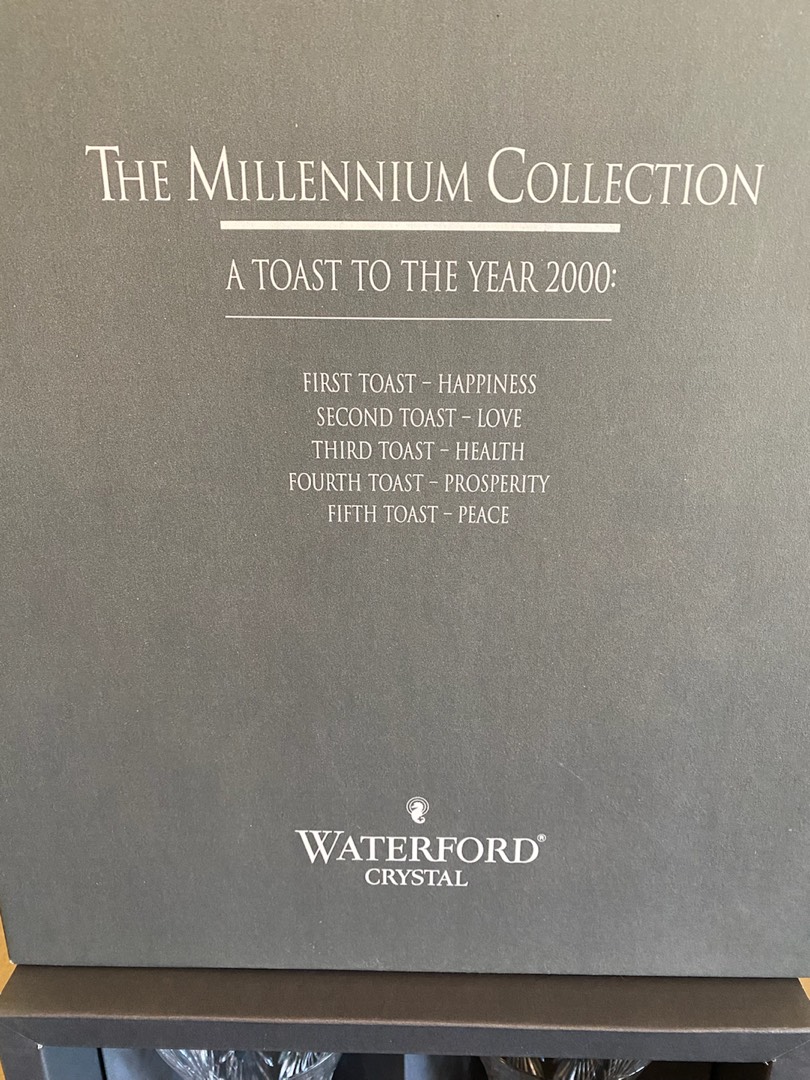 THE MILLENNIUM COLLECTION
A TOAST TO THE YEAR 2000:
FIRST TOAST – HAPPINESS
SECOND TOAST – LOVE
THIRD TOAST – HEALTH
FOURTH TOAST – PROSPERITY
FIFTH TOAST – PEACE
WATERFORD®
CRYSTAL